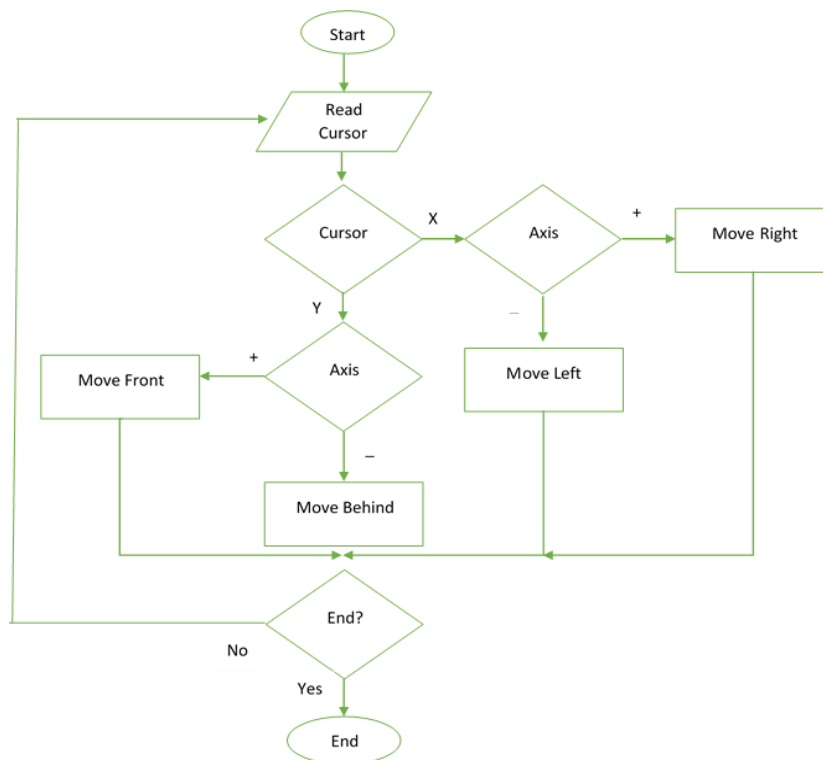 Start
Read
Cursor
Cursor
X
Axis
+
Move Right
Y
–
+
Axis
Move Front
Move Left
–
Move Behind
End?
No
Yes
End